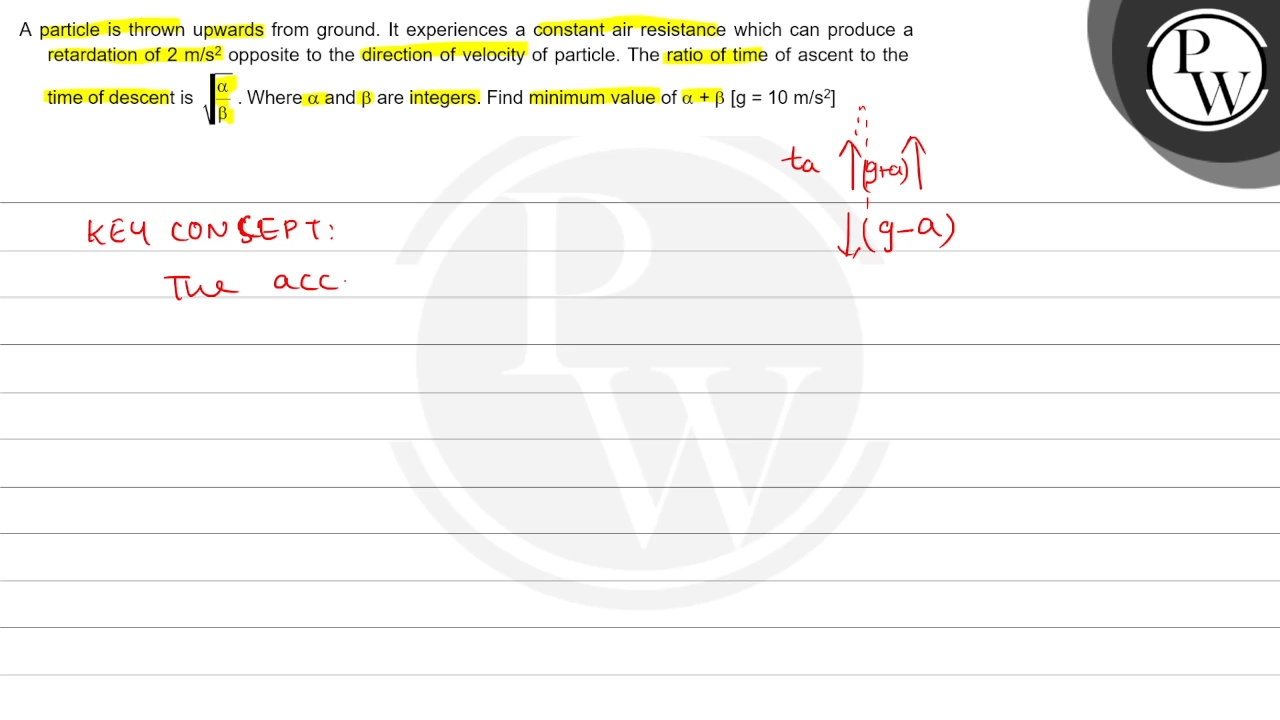 A particle is thrown upwards from ground. It experiences a constant air resistance which can produce a
retardation of 2 m/s² opposite to the direction of velocity of particle. The ratio of time of ascent to the
time of descent is √(α/β) . Where α and β are integers. Find minimum value of α + β [g = 10 m/s²]
ta (g+a)
(g-a)
KEY CONCEPT:
The acc
P
W
P
W